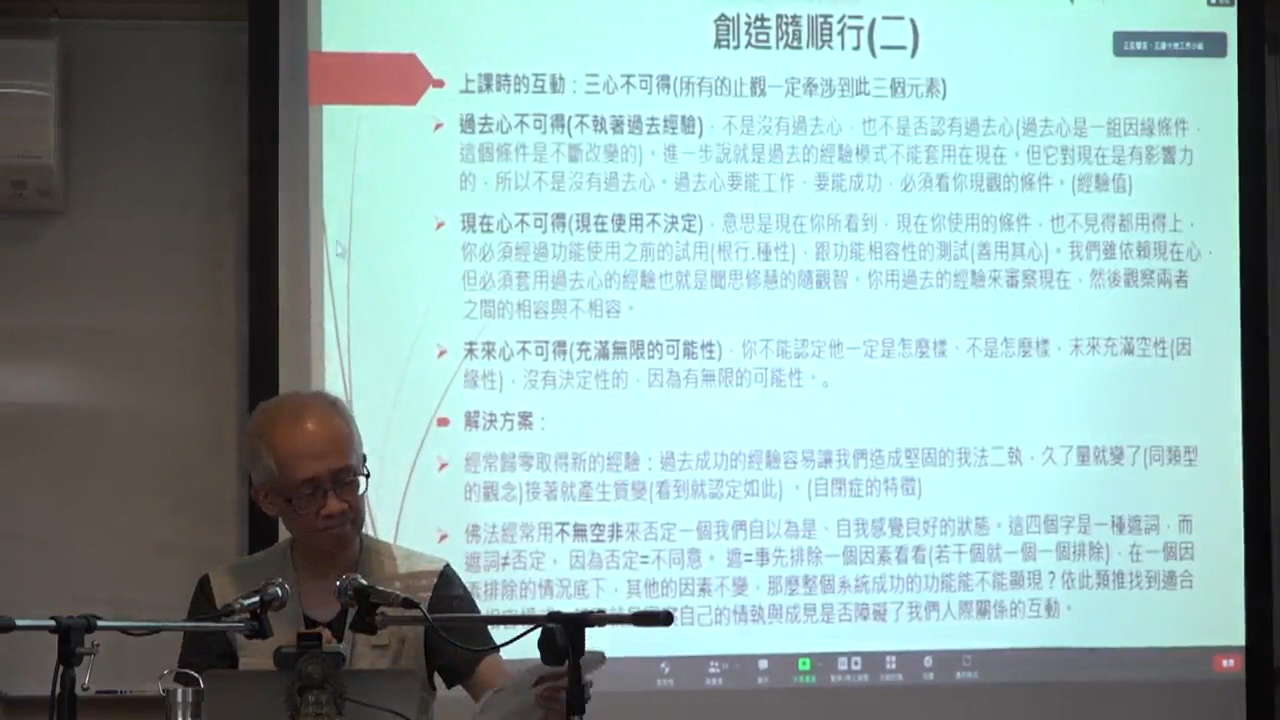 創造隨順行(二)
上課時的互動：三心不可得(所有的止觀一定牽涉到此三個元素)
過去心不可得(不執著過去經驗)，不是沒有過去心，也不是否認有過去心(過去心是一組因緣條件，
這個條件是不斷改變的)。進一步說就是過去的經驗模式不能套用在現在。但它對現在是有影響力
的，所以不是沒有過去心。過去心要能工作，要能成功，必須看你現觀的條件。(經驗值)
現在心不可得(現在使用不決定)，意思是現在你所看到，現在你使用的條件，也不見得都用得上，
你必須經過功能使用之前的試用(根行.種性)，跟功能相容性的測試(善用其心)。我們雖依賴現在心，
但必須套用過去心的經驗也就是聞思修慧的隨觀智，你用過去的經驗來審察現在，然後觀察兩者
之間的相容與不相容。
未來心不可得(充滿無限的可能性)，你不能認定他一定是怎麼樣、不是怎麼樣，未來充滿空性(因
緣性)，沒有決定性的，因為有無限的可能性。。
解決方案：
經常歸零取得新的經驗：過去成功的經驗容易讓我們造成堅固的我法二執，久了量就變了(同類型
的觀念)接著就產生質變(看到就認定如此)。(自閉症的特徵)
佛法經常用不無空非來否定一個我們自以為是、自我感覺良好的狀態。這四個字是一種遮詞，而
遮詞≠否定，因為否定=不同意。遮=事先排除一個因素看看(若干個就一個一個排除)，在一個因
素排除的情況底下，其他的因素不變，那麼整個系統成功的功能能不能顯現？依此類推找到適合
自己的情執與成見是否障礙了我們人際關係的互動。